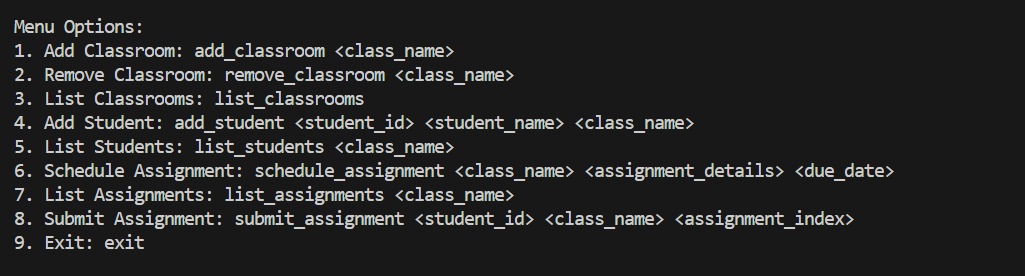 Menu Options:
1. Add Classroom: add_classroom <class_name>
2. Remove Classroom: remove_classroom <class_name>
3. List Classrooms: list_classrooms
4. Add Student: add_student <student_id> <student_name> <class_name>
5. List Students: list_students <class_name>
6. Schedule Assignment: schedule_assignment <class_name> <assignment_details> <due_date>
7. List Assignments: list_assignments <class_name>
8. Submit Assignment: submit_assignment <student_id> <class_name> <assignment_index>
9. Exit: exit